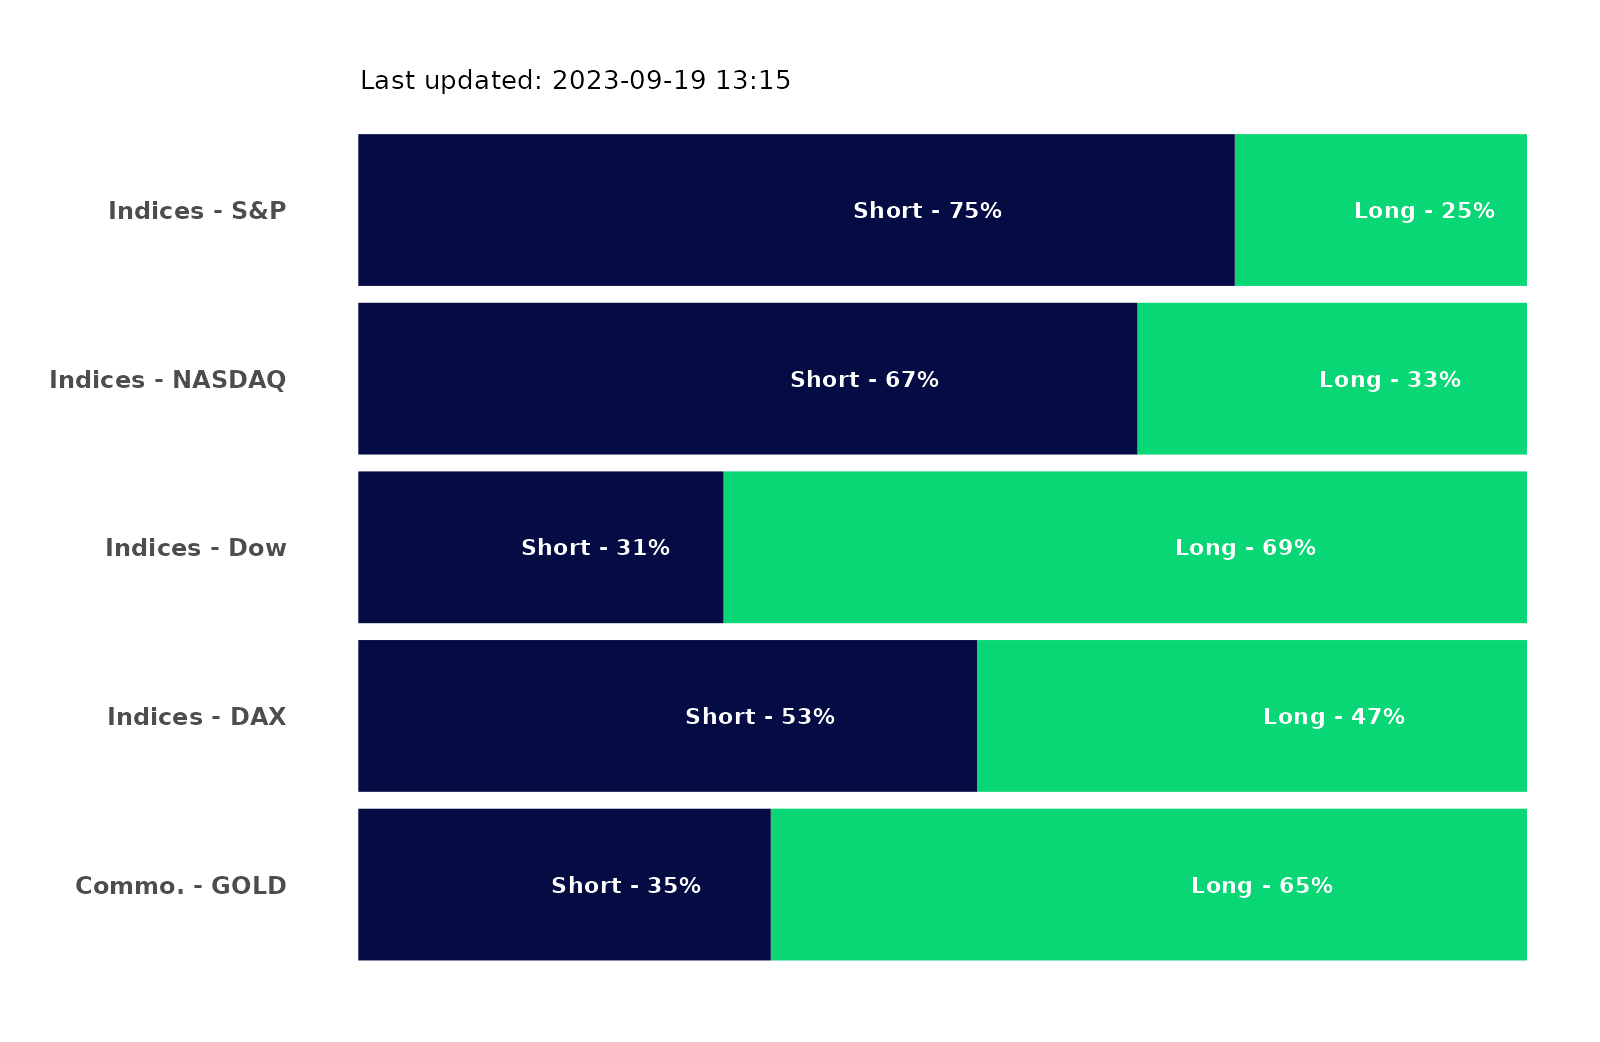 Last updated: 2023-09-19 13:15
Indices - S&P Short - 75% Long - 25%
Indices - NASDAQ Short - 67% Long - 33%
Indices - Dow Short - 31% Long - 69%
Indices - DAX Short - 53% Long - 47%
Commo. - GOLD Short - 35% Long - 65%